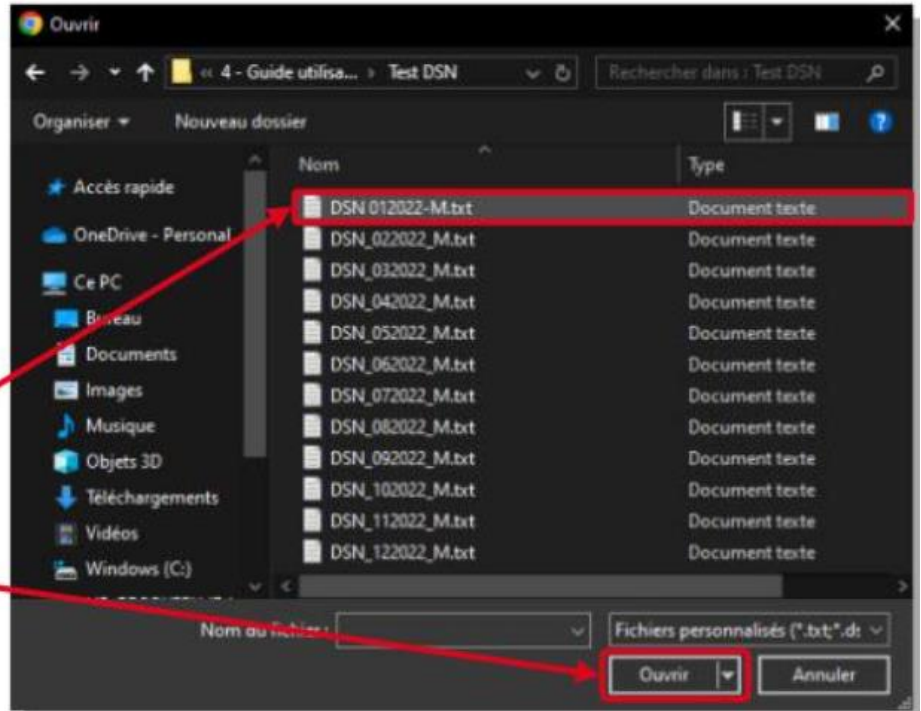 Ouvrir
« 4 - Guide utilisa... › Test DSN
Rechercher dans : Test DSN
Organiser
Nouveau dossier
Nom
Type
Accès rapide
OneDrive - Personal
Ce PC
Bureau
Documents
Images
Musique
Objets 3D
Téléchargements
Vidéos
Windows (C:)
DSN 012022-M.txt Document texte
DSN_022022_M.txt Document texte
DSN_032022_M.txt Document texte
DSN_042022_M.txt Document texte
DSN_052022_M.txt Document texte
DSN_062022_M.txt Document texte
DSN_072022_M.txt Document texte
DSN_082022_M.txt Document texte
DSN_092022_M.txt Document texte
DSN_102022_M.txt Document texte
DSN_112022_M.txt Document texte
DSN_122022_M.txt Document texte
Nom du fichier :
Fichiers personnalisés (*.txt;*.ds
Ouvrir
Annuler